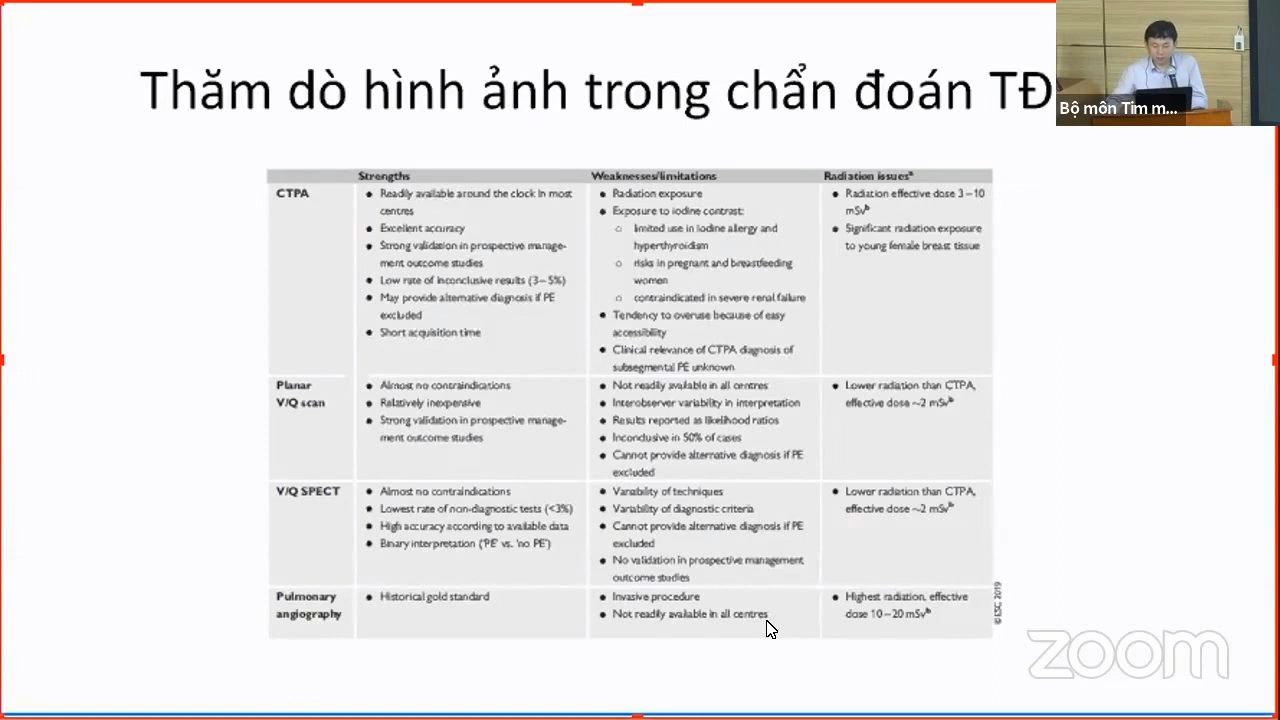 Thăm dò hình ảnh trong chẩn đoán TĐ
Bộ môn Tim m...
Strengths Weaknesses/limitations Radiation issuesᵃ
CTPA
● Readily available around the clock in most
centres
● Excellent accuracy
● Strong validation in prospective manage-
ment outcome studies
● Low rate of inconclusive results (3–5%)
● May provide alternative diagnosis if PE
excluded
● Short acquisition time
● Radiation exposure
● Exposure to iodine contrast:
○ limited use in iodine allergy and
hyperthyroidism
○ risks in pregnant and breastfeeding
women
○ contraindicated in severe renal failure
● Tendency to overuse because of easy
accessibility
● Clinical relevance of CTPA diagnosis of
subsegmental PE unknown
● Radiation effective dose 3–10
mSvᵇ
● Significant radiation exposure
to young female breast tissue
Planar
V/Q scan
● Almost no contraindications
● Relatively inexpensive
● Strong validation in prospective manage-
ment outcome studies
● Not readily available in all centres
● Interobserver variability in interpretation
● Results reported as likelihood ratios
● Inconclusive in 50% of cases
● Cannot provide alternative diagnosis if PE
excluded
● Lower radiation than CTPA,
effective dose ~2 mSvᵇ
V/Q SPECT
● Almost no contraindications
● Lowest rate of non-diagnostic tests (<3%)
● High accuracy according to available data
● Binary interpretation ('PE' vs. 'no PE')
● Variability of techniques
● Variability of diagnostic criteria
● Cannot provide alternative diagnosis if PE
excluded
● No validation in prospective management
outcome studies
● Lower radiation than CTPA,
effective dose ~2 mSvᵇ
Pulmonary
angiography
● Historical gold standard
● Invasive procedure
● Not readily available in all centres
● Highest radiation, effective
dose 10–20 mSvᵇ
©ESC 2019
zoom